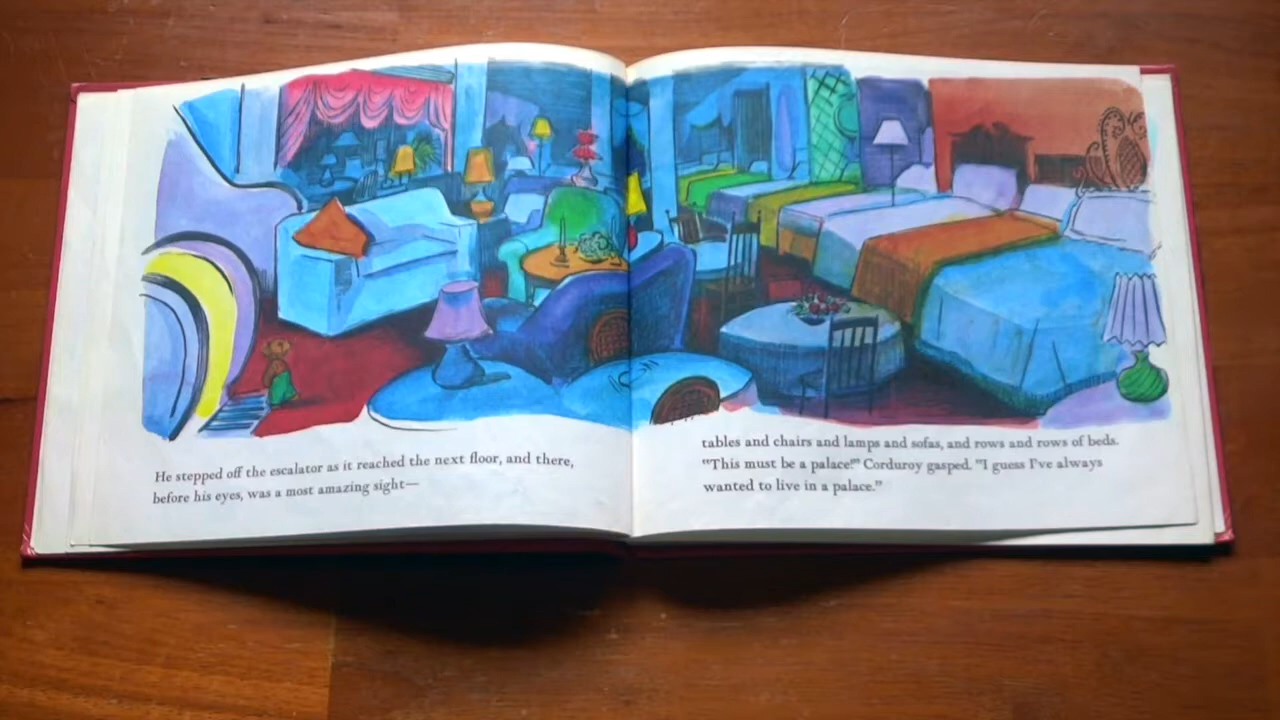 He stepped off the escalator as it reached the next floor, and there,
before his eyes, was a most amazing sight—
tables and chairs and lamps and sofas, and rows and rows of beds.
"This must be a palace!" Corduroy gasped. "I guess I've always
wanted to live in a palace."